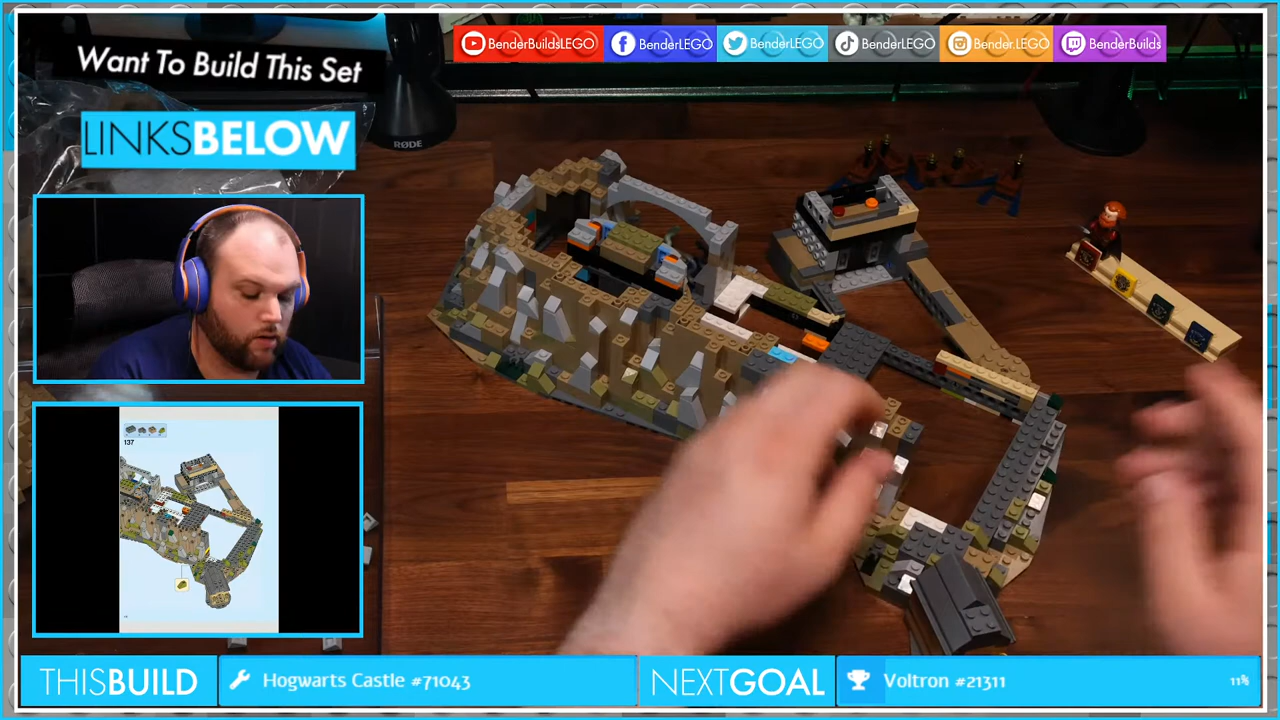 Want To Build This Set
LINKSBELOW
BenderBuildsLEGO
BenderLEGO
BenderLEGO
BenderLEGO
Bender.LEGO
BenderBuilds
RØDE
137
THISBUILD
Hogwarts Castle #71043
NEXTGOAL
Voltron #21311
11%